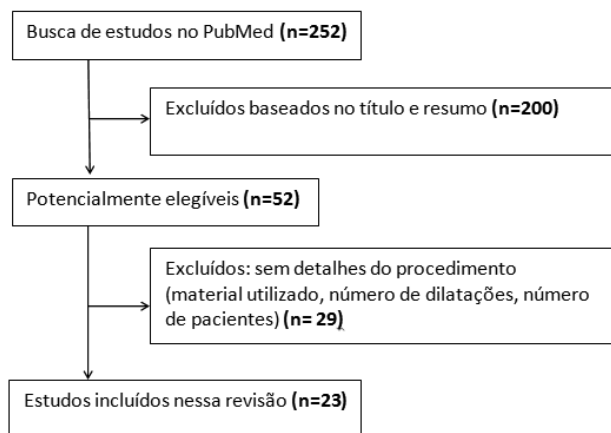 Busca de estudos no PubMed (n=252)
Excluídos baseados no título e resumo (n=200)
Potencialmente elegíveis (n=52)
Excluídos: sem detalhes do procedimento
(material utilizado, número de dilatações, número
de pacientes) (n= 29)
Estudos incluídos nessa revisão (n=23)